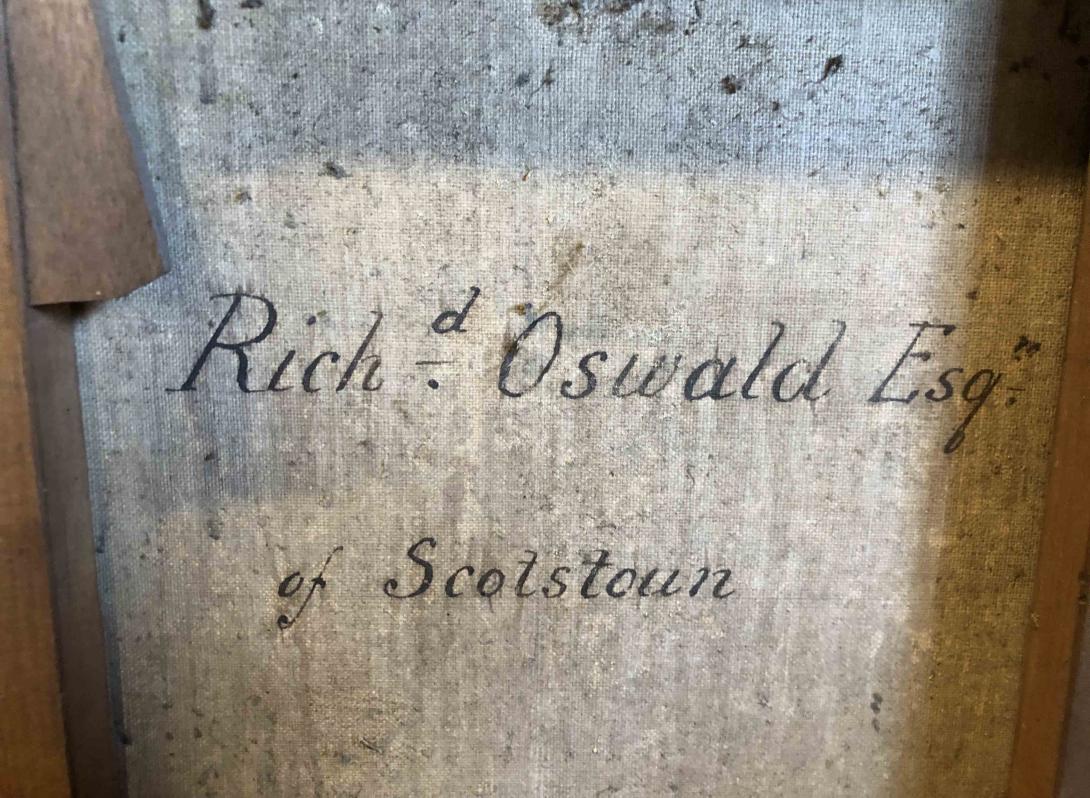 Richᵈ. Oswald Esqʳ.
of Scotstoun